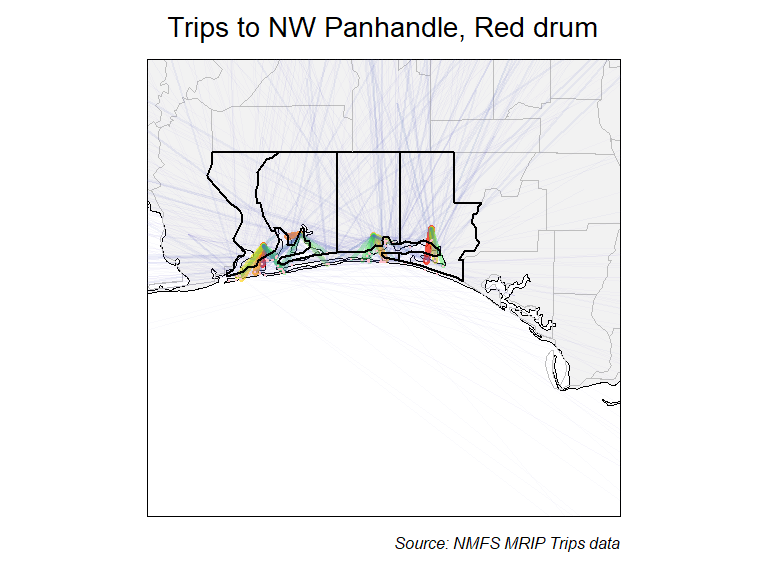 Trips to NW Panhandle, Red drum
Source: NMFS MRIP Trips data